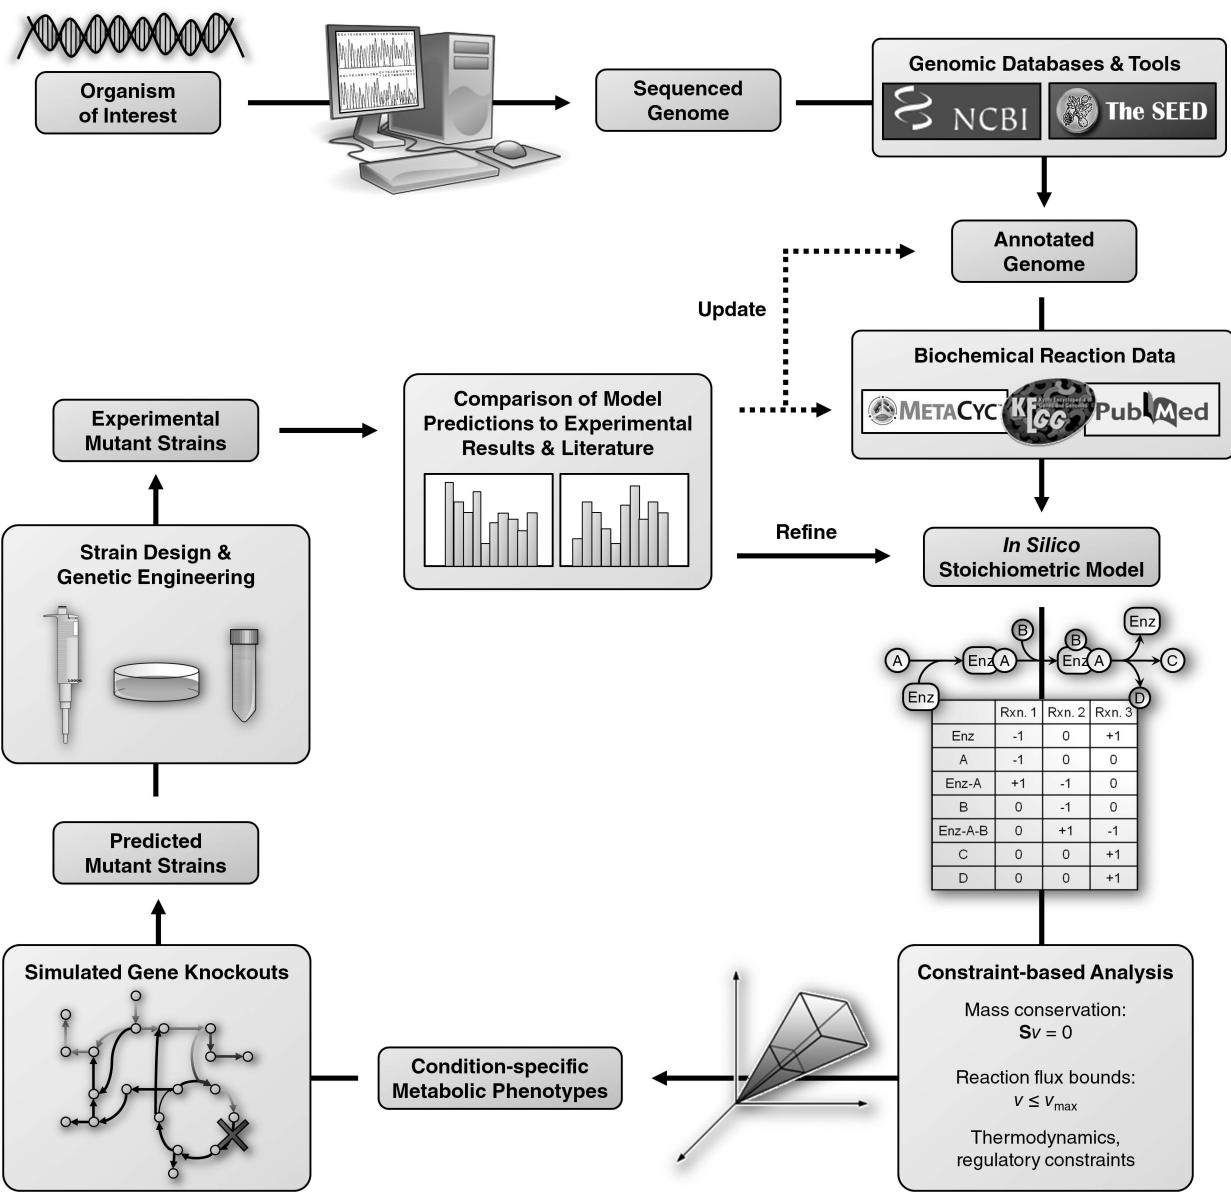 Organism
of Interest
Sequenced
Genome
Genomic Databases & Tools
NCBI
The SEED
Annotated
Genome
Update
Biochemical Reaction Data
METACYC
KEGG
PubMed
Experimental
Mutant Strains
Comparison of Model
Predictions to Experimental
Results & Literature
Refine
In Silico
Stoichiometric Model
Strain Design &
Genetic Engineering
A
Enz
Enz A
B
B
Enz A
Enz
C
D
Rxn. 1 Rxn. 2 Rxn. 3
Enz -1 0 +1
A -1 0 0
Enz-A +1 -1 0
B 0 -1 0
Enz-A-B 0 +1 -1
C 0 0 +1
D 0 0 +1
Predicted
Mutant Strains
Simulated Gene Knockouts
Condition-specific
Metabolic Phenotypes
Constraint-based Analysis
Mass conservation:
Sv = 0
Reaction flux bounds:
v ≤ vmax
Thermodynamics,
regulatory constraints